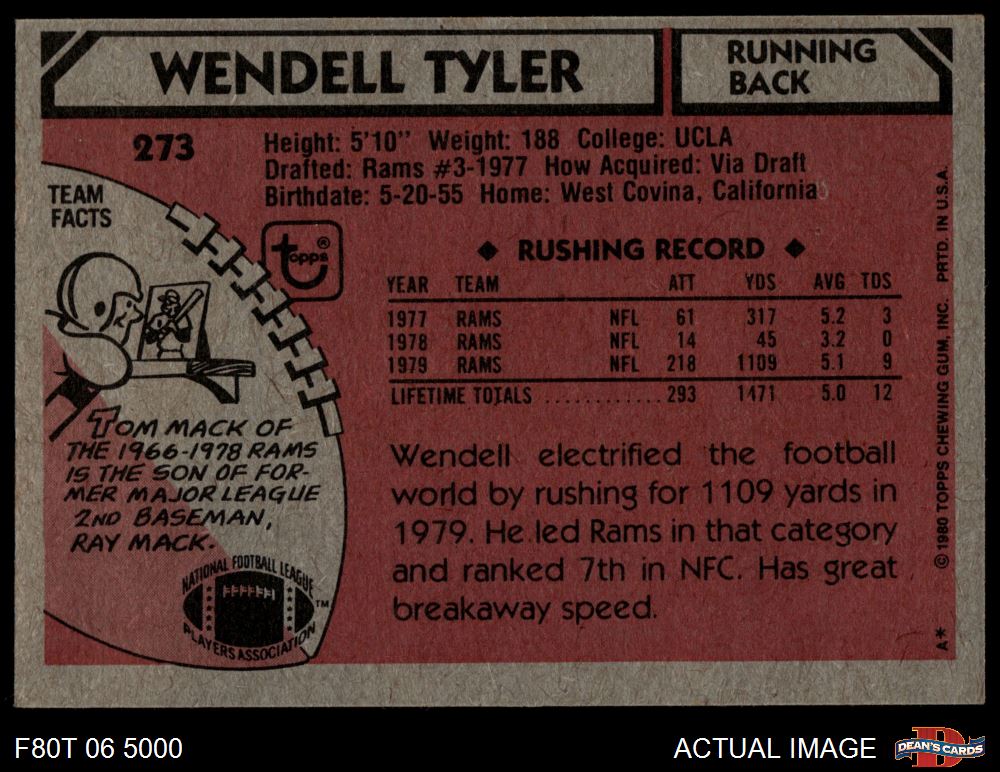 WENDELL TYLER
RUNNING
BACK
273
Height: 5'10" Weight: 188 College: UCLA
Drafted: Rams #3-1977 How Acquired: Via Draft
Birthdate: 5-20-55 Home: West Covina, California
TEAM
FACTS
topps®
◆ RUSHING RECORD ◆
YEAR TEAM ATT YDS AVG TDS
1977 RAMS NFL 61 317 5.2 3
1978 RAMS NFL 14 45 3.2 0
1979 RAMS NFL 218 1109 5.1 9
LIFETIME TOTALS ............ 293 1471 5.0 12
TOM MACK OF
THE 1966-1978 RAMS
IS THE SON OF FOR-
MER MAJOR LEAGUE
2ND BASEMAN,
RAY MACK.
Wendell electrified the football
world by rushing for 1109 yards in
1979. He led Rams in that category
and ranked 7th in NFC. Has great
breakaway speed.
NATIONAL FOOTBALL LEAGUE
PLAYERS ASSOCIATION
TM
A* © 1980 TOPPS CHEWING GUM, INC. PRTD. IN U.S.A.
F80T 06 5000
ACTUAL IMAGE
D
DEAN'S CARDS